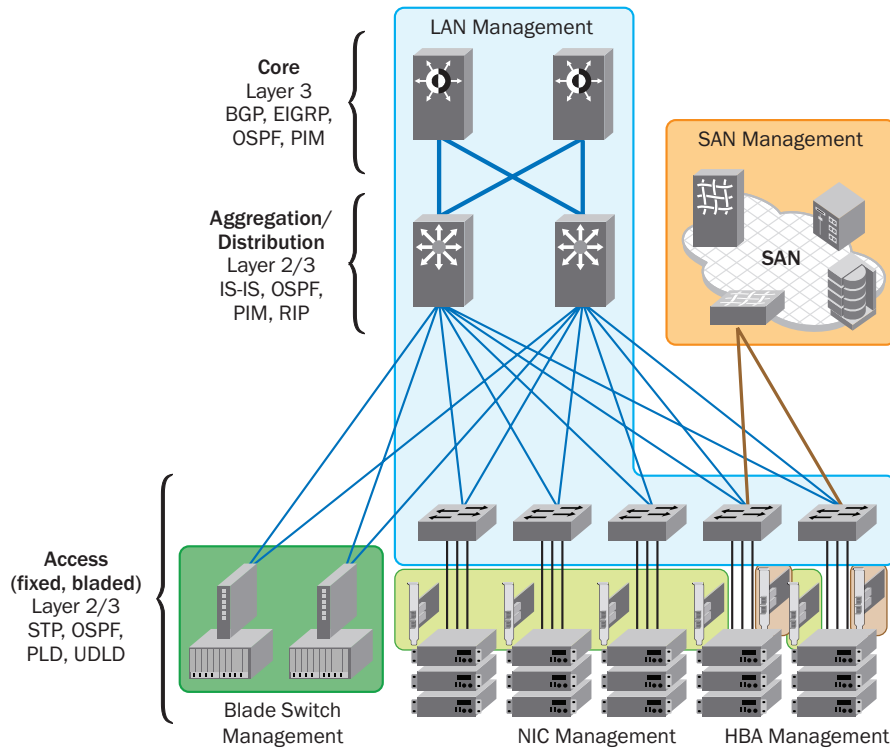 LAN Management
Core
Layer 3
BGP, EIGRP,
OSPF, PIM
SAN Management
Aggregation/
Distribution
Layer 2/3
IS-IS, OSPF,
PIM, RIP
SAN
Access
(fixed, bladed)
Layer 2/3
STP, OSPF,
PLD, UDLD
Blade Switch
Management
NIC Management
HBA Management